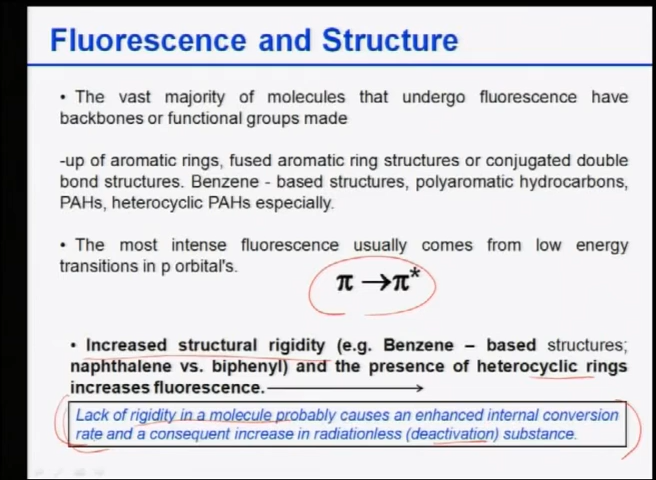 Fluorescence and Structure
• The vast majority of molecules that undergo fluorescence have
backbones or functional groups made
-up of aromatic rings, fused aromatic ring structures or conjugated double
bond structures. Benzene - based structures, polyaromatic hydrocarbons,
PAHs, heterocyclic PAHs especially.
• The most intense fluorescence usually comes from low energy
transitions in p orbital's.
π → π*
• Increased structural rigidity (e.g. Benzene – based structures;
naphthalene vs. biphenyl) and the presence of heterocyclic rings
increases fluorescence.
Lack of rigidity in a molecule probably causes an enhanced internal conversion
rate and a consequent increase in radiationless (deactivation) substance.